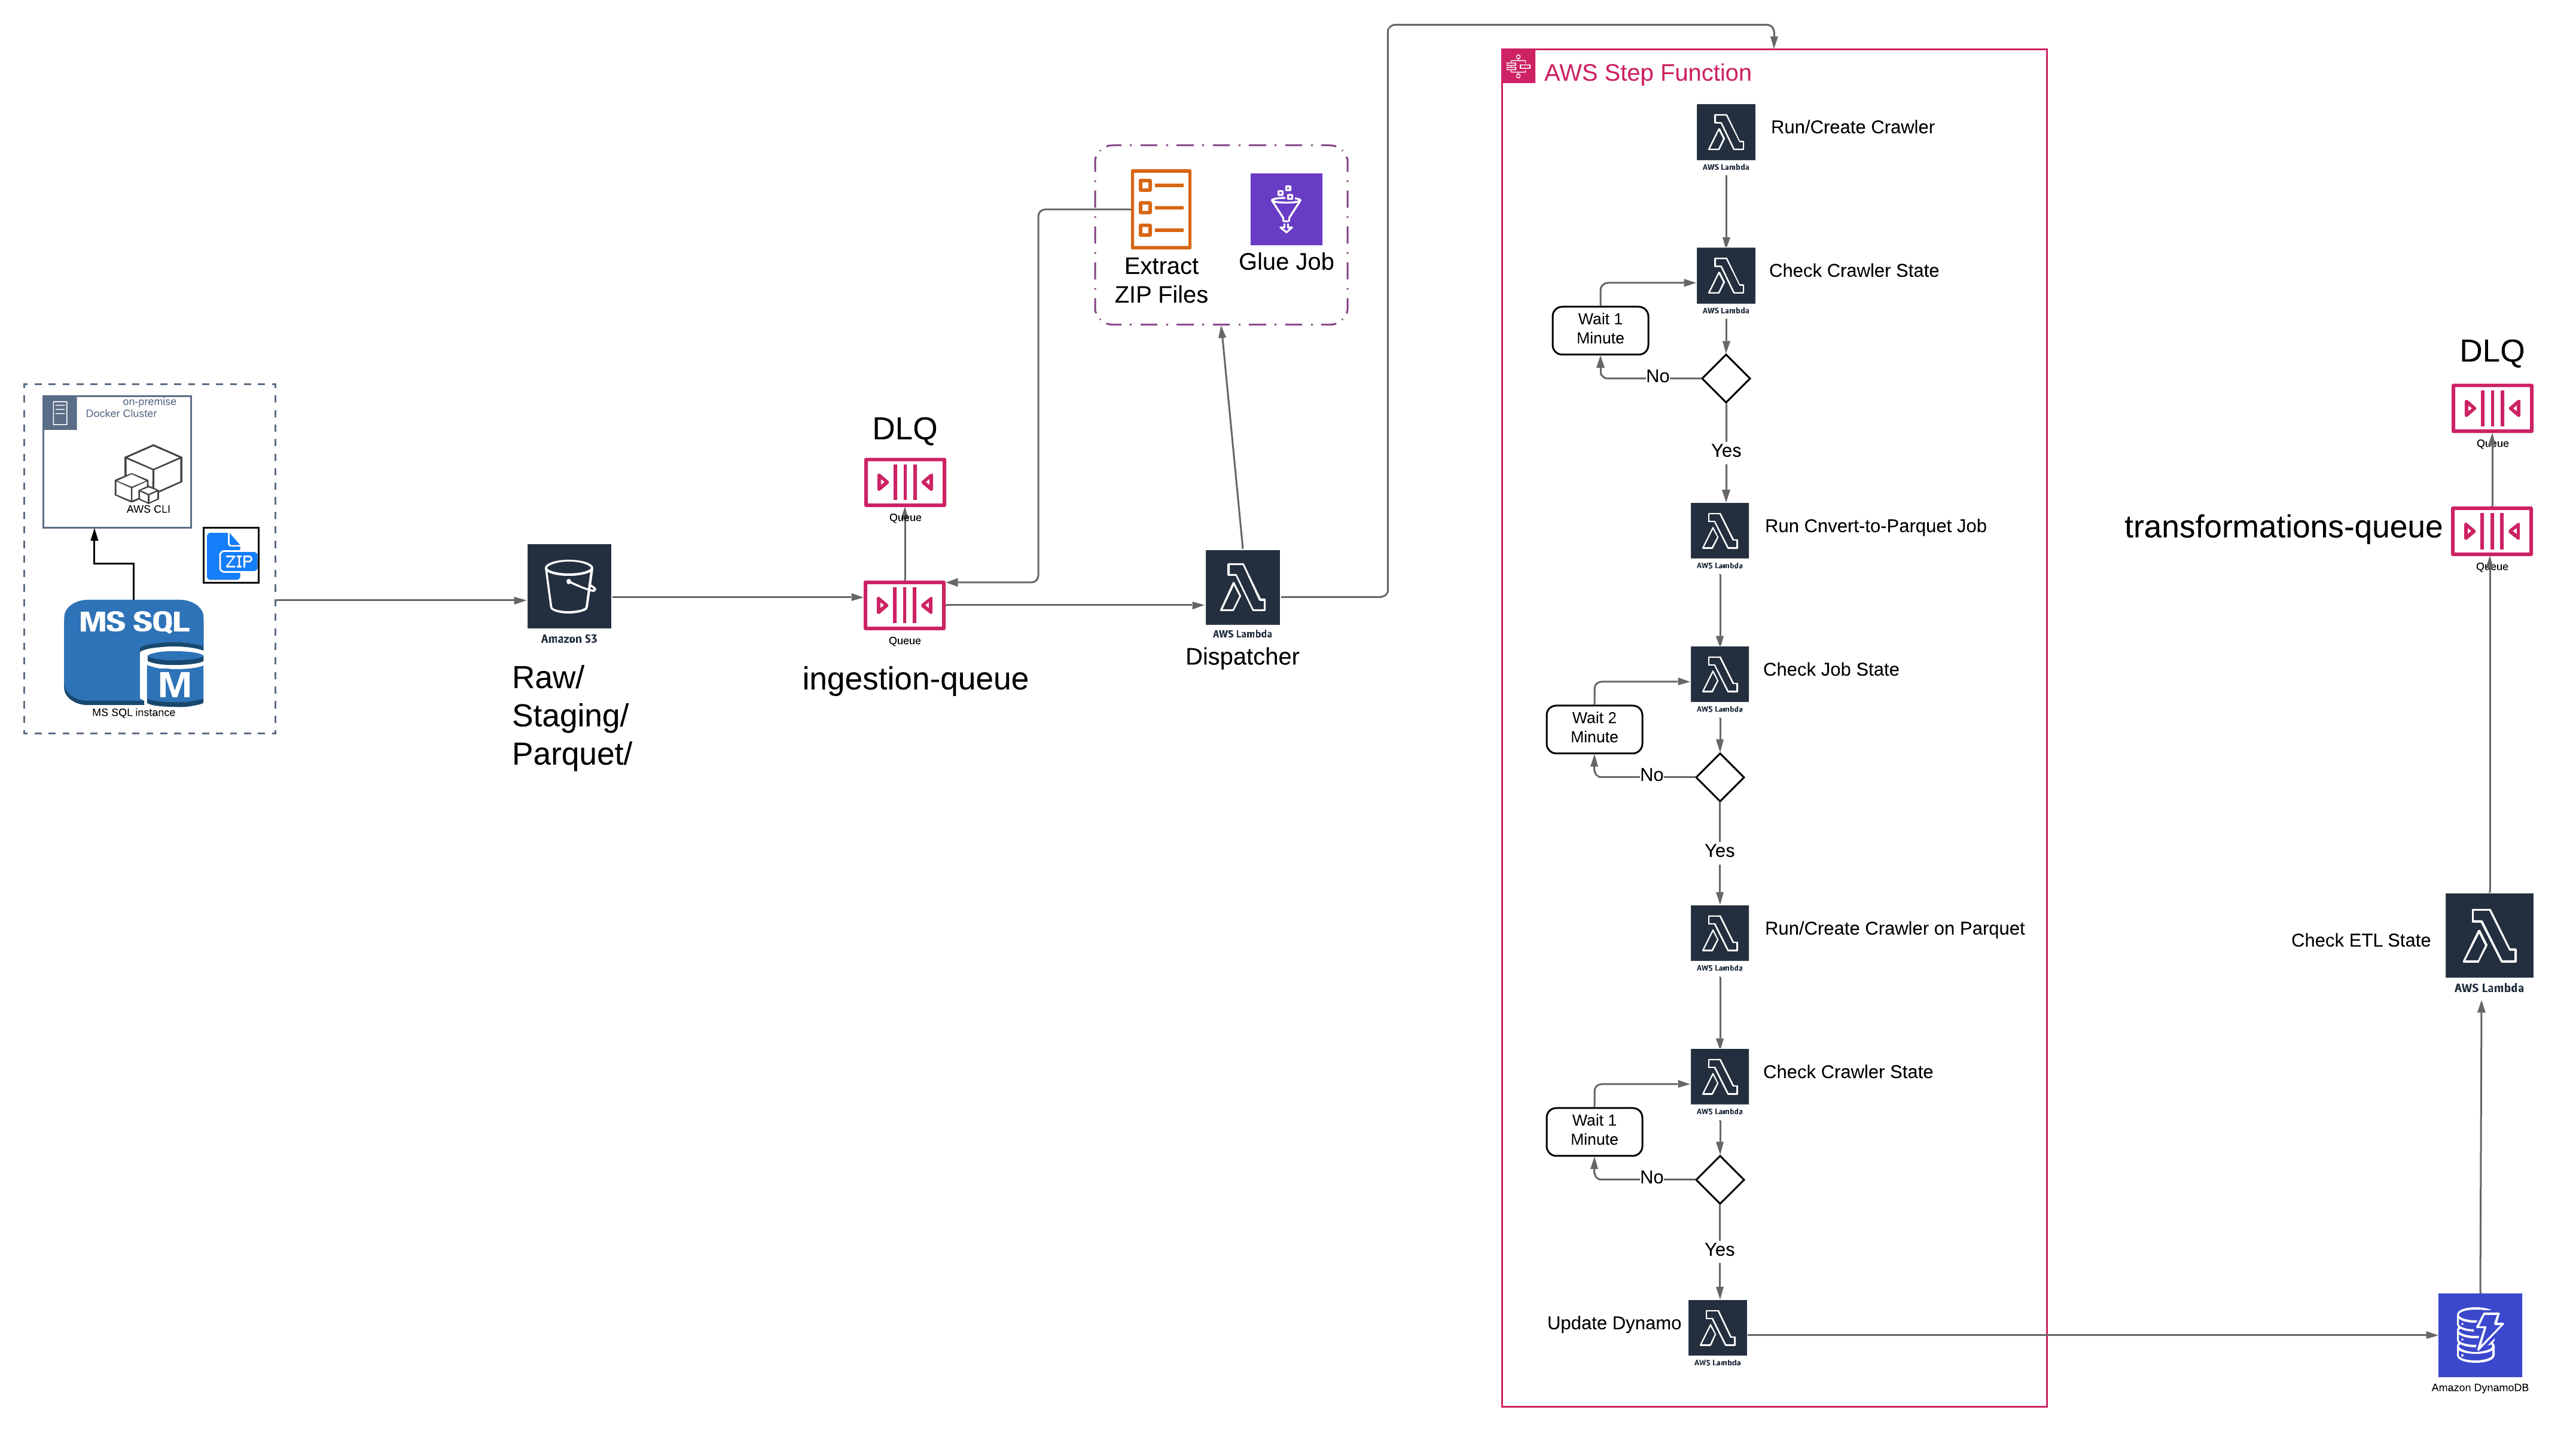 on-premise
Docker Cluster
AWS CLI
ZIP
MS SQL
M
MS SQL instance
Amazon S3
Raw/
Staging/
Parquet/
DLQ
Queue
Queue
ingestion-queue
Extract
ZIP Files
Glue Job
AWS Lambda
Dispatcher
AWS Step Function
Run/Create Crawler
AWS Lambda
Check Crawler State
AWS Lambda
Wait 1
Minute
No
Yes
Run Cnvert-to-Parquet Job
AWS Lambda
Check Job State
AWS Lambda
Wait 2
Minute
No
Yes
Run/Create Crawler on Parquet
AWS Lambda
Check Crawler State
AWS Lambda
Wait 1
Minute
No
Yes
Update Dynamo
AWS Lambda
DLQ
Queue
transformations-queue
Queue
Check ETL State
AWS Lambda
Amazon DynamoDB